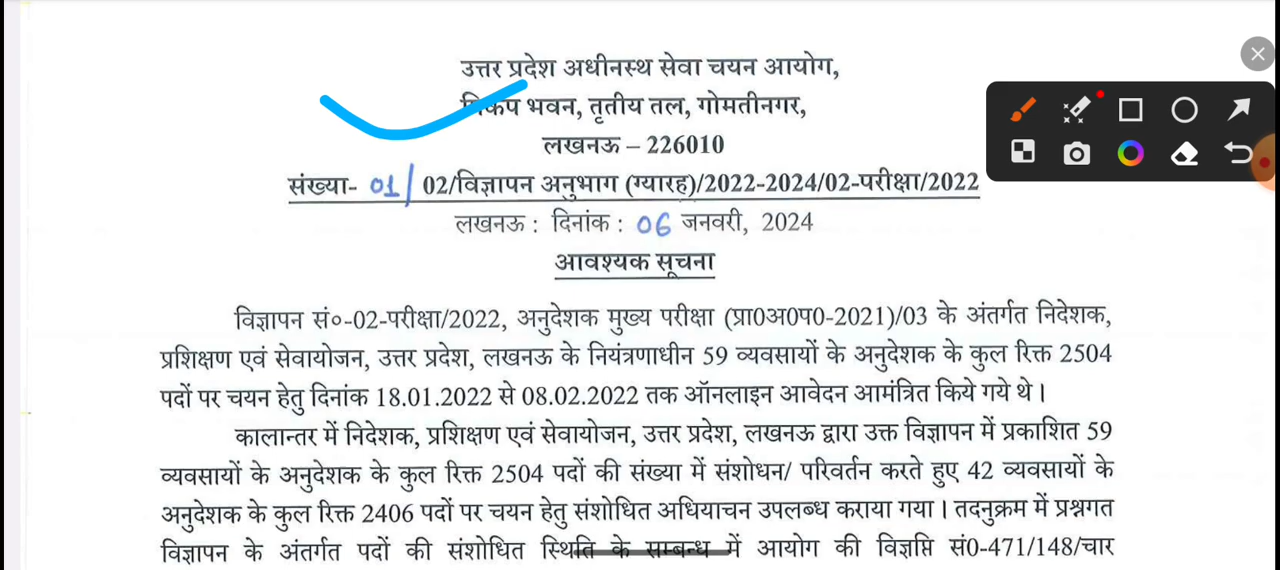 उत्तर प्रदेश अधीनस्थ सेवा चयन आयोग,
पिकप भवन, तृतीय तल, गोमतीनगर,
लखनऊ – 226010
संख्या- 01/02/विज्ञापन अनुभाग (ग्यारह)/2022-2024/02-परीक्षा/2022
लखनऊ : दिनांक : 06 जनवरी, 2024
आवश्यक सूचना
विज्ञापन सं०-02-परीक्षा/2022, अनुदेशक मुख्य परीक्षा (प्रा0अ0प0-2021)/03 के अंतर्गत निदेशक,
प्रशिक्षण एवं सेवायोजन, उत्तर प्रदेश, लखनऊ के नियंत्रणाधीन 59 व्यवसायों के अनुदेशक के कुल रिक्त 2504
पदों पर चयन हेतु दिनांक 18.01.2022 से 08.02.2022 तक ऑनलाइन आवेदन आमंत्रित किये गये थे।
कालान्तर में निदेशक, प्रशिक्षण एवं सेवायोजन, उत्तर प्रदेश, लखनऊ द्वारा उक्त विज्ञापन में प्रकाशित 59
व्यवसायों के अनुदेशक के कुल रिक्त 2504 पदों की संख्या में संशोधन/ परिवर्तन करते हुए 42 व्यवसायों के
अनुदेशक के कुल रिक्त 2406 पदों पर चयन हेतु संशोधित अधियाचन उपलब्ध कराया गया। तदनुक्रम में प्रश्नगत
विज्ञापन के अंतर्गत पदों की संशोधित स्थिति के सम्बन्ध में आयोग की विज्ञप्ति सं0-471/148/चार